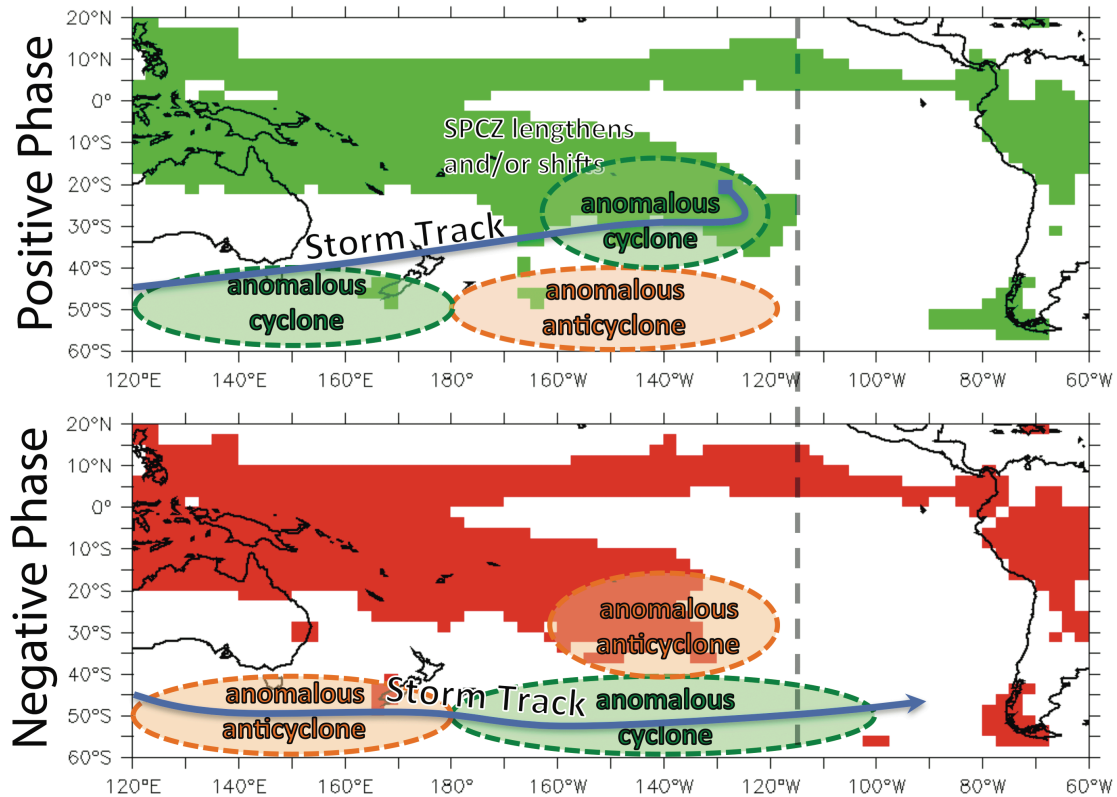 Positive Phase
20°N
10°N
0°
10°S
20°S
30°S
40°S
50°S
60°S
SPCZ lengthens
and/or shifts
anomalous
cyclone
Storm Track
anomalous
cyclone
anomalous
anticyclone
120°E 140°E 160°E 180° 160°W 140°W 120°W 100°W 80°W 60°W
Negative Phase
20°N
10°N
0°
10°S
20°S
30°S
40°S
50°S
60°S
anomalous
anticyclone
anomalous
anticyclone
Storm Track
anomalous
cyclone
120°E 140°E 160°E 180° 160°W 140°W 120°W 100°W 80°W 60°W